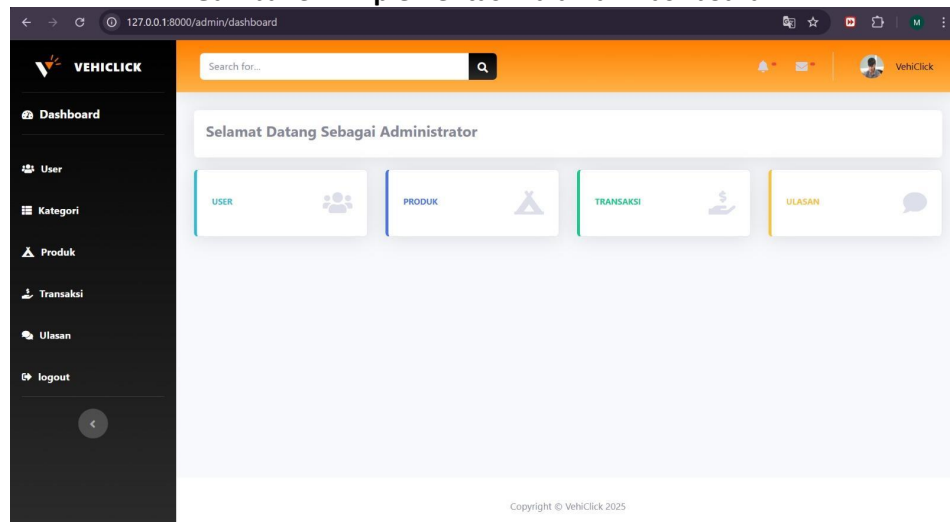 127.0.0.1:8000/admin/dashboard
M
VEHICLICK
Search for...
VehiClick
Dashboard
Selamat Datang Sebagai Administrator
User
Kategori
Produk
Transaksi
Ulasan
logout
USER
PRODUK
TRANSAKSI
ULASAN
Copyright © VehiClick 2025